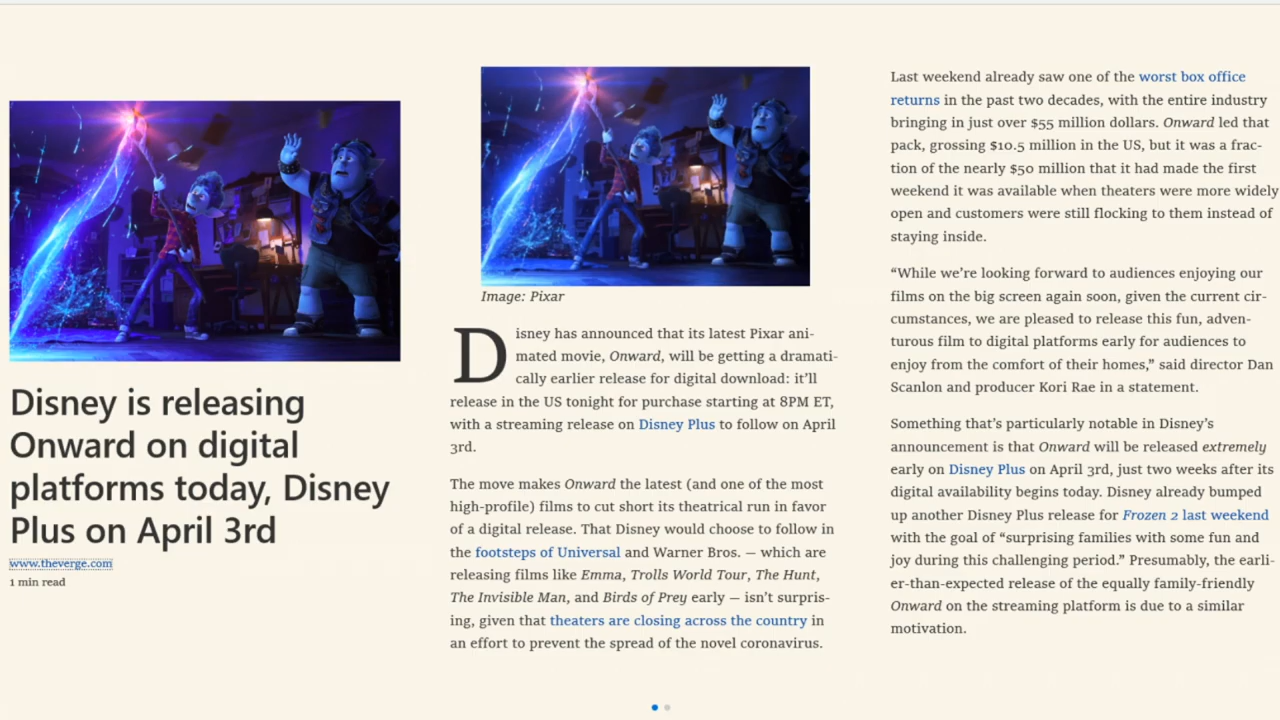 Disney is releasing
Onward on digital
platforms today, Disney
Plus on April 3rd
www.theverge.com
1 min read
Image: Pixar
Disney has announced that its latest Pixar ani-
mated movie, Onward, will be getting a dramati-
cally earlier release for digital download: it’ll
release in the US tonight for purchase starting at 8PM ET,
with a streaming release on Disney Plus to follow on April
3rd.
The move makes Onward the latest (and one of the most
high-profile) films to cut short its theatrical run in favor
of a digital release. That Disney would choose to follow in
the footsteps of Universal and Warner Bros. — which are
releasing films like Emma, Trolls World Tour, The Hunt,
The Invisible Man, and Birds of Prey early — isn’t surpris-
ing, given that theaters are closing across the country in
an effort to prevent the spread of the novel coronavirus.
Last weekend already saw one of the worst box office
returns in the past two decades, with the entire industry
bringing in just over $55 million dollars. Onward led that
pack, grossing $10.5 million in the US, but it was a frac-
tion of the nearly $50 million that it had made the first
weekend it was available when theaters were more widely
open and customers were still flocking to them instead of
staying inside.
“While we’re looking forward to audiences enjoying our
films on the big screen again soon, given the current cir-
cumstances, we are pleased to release this fun, adven-
turous film to digital platforms early for audiences to
enjoy from the comfort of their homes,” said director Dan
Scanlon and producer Kori Rae in a statement.
Something that’s particularly notable in Disney’s
announcement is that Onward will be released extremely
early on Disney Plus on April 3rd, just two weeks after its
digital availability begins today. Disney already bumped
up another Disney Plus release for Frozen 2 last weekend
with the goal of “surprising families with some fun and
joy during this challenging period.” Presumably, the earli-
er-than-expected release of the equally family-friendly
Onward on the streaming platform is due to a similar
motivation.